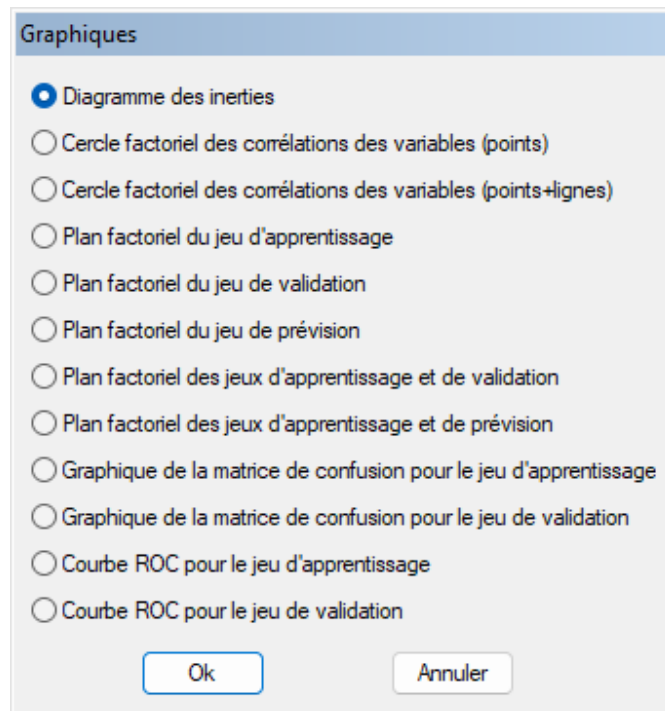 Graphiques
Diagramme des inerties
Cercle factoriel des corrélations des variables (points)
Cercle factoriel des corrélations des variables (points+lignes)
Plan factoriel du jeu d'apprentissage
Plan factoriel du jeu de validation
Plan factoriel du jeu de prévision
Plan factoriel des jeux d'apprentissage et de validation
Plan factoriel des jeux d'apprentissage et de prévision
Graphique de la matrice de confusion pour le jeu d'apprentissage
Graphique de la matrice de confusion pour le jeu de validation
Courbe ROC pour le jeu d'apprentissage
Courbe ROC pour le jeu de validation
Ok Annuler